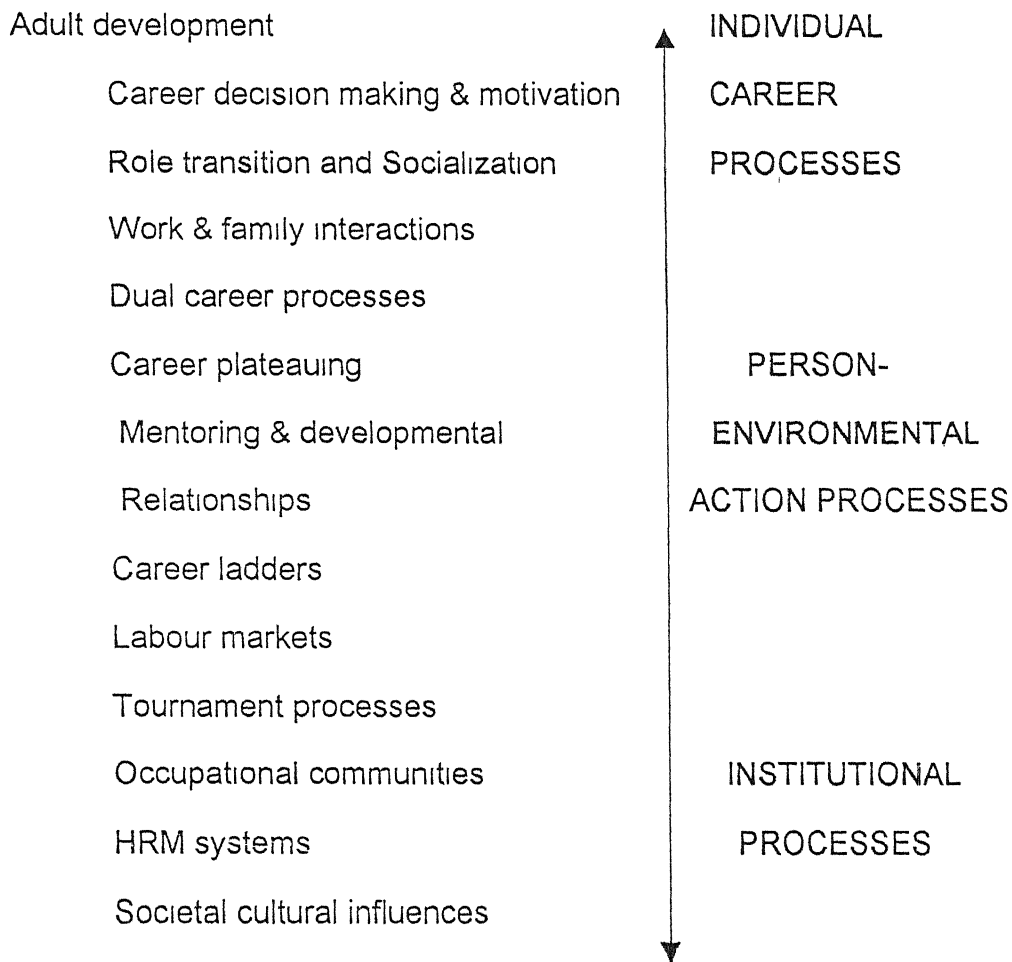 Adult development INDIVIDUAL
Career decision making & motivation CAREER
Role transition and Socialization PROCESSES
Work & family interactions
Dual career processes
Career plateauing PERSON-
Mentoring & developmental ENVIRONMENTAL
Relationships ACTION PROCESSES
Career ladders
Labour markets
Tournament processes
Occupational communities INSTITUTIONAL
HRM systems PROCESSES
Societal cultural influences